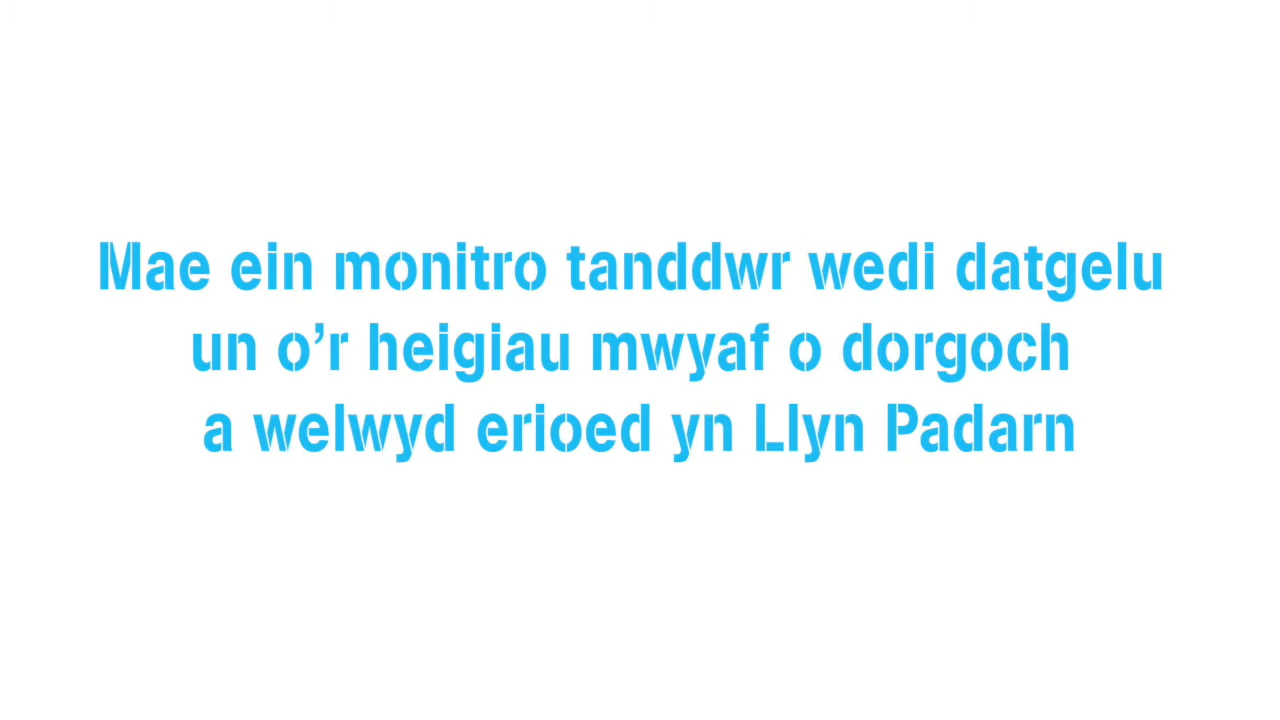 Mae ein monitro tanddwr wedi datgelu
un o’r heigiau mwyaf o dorgoch
a welwyd erioed yn Llyn Padarn